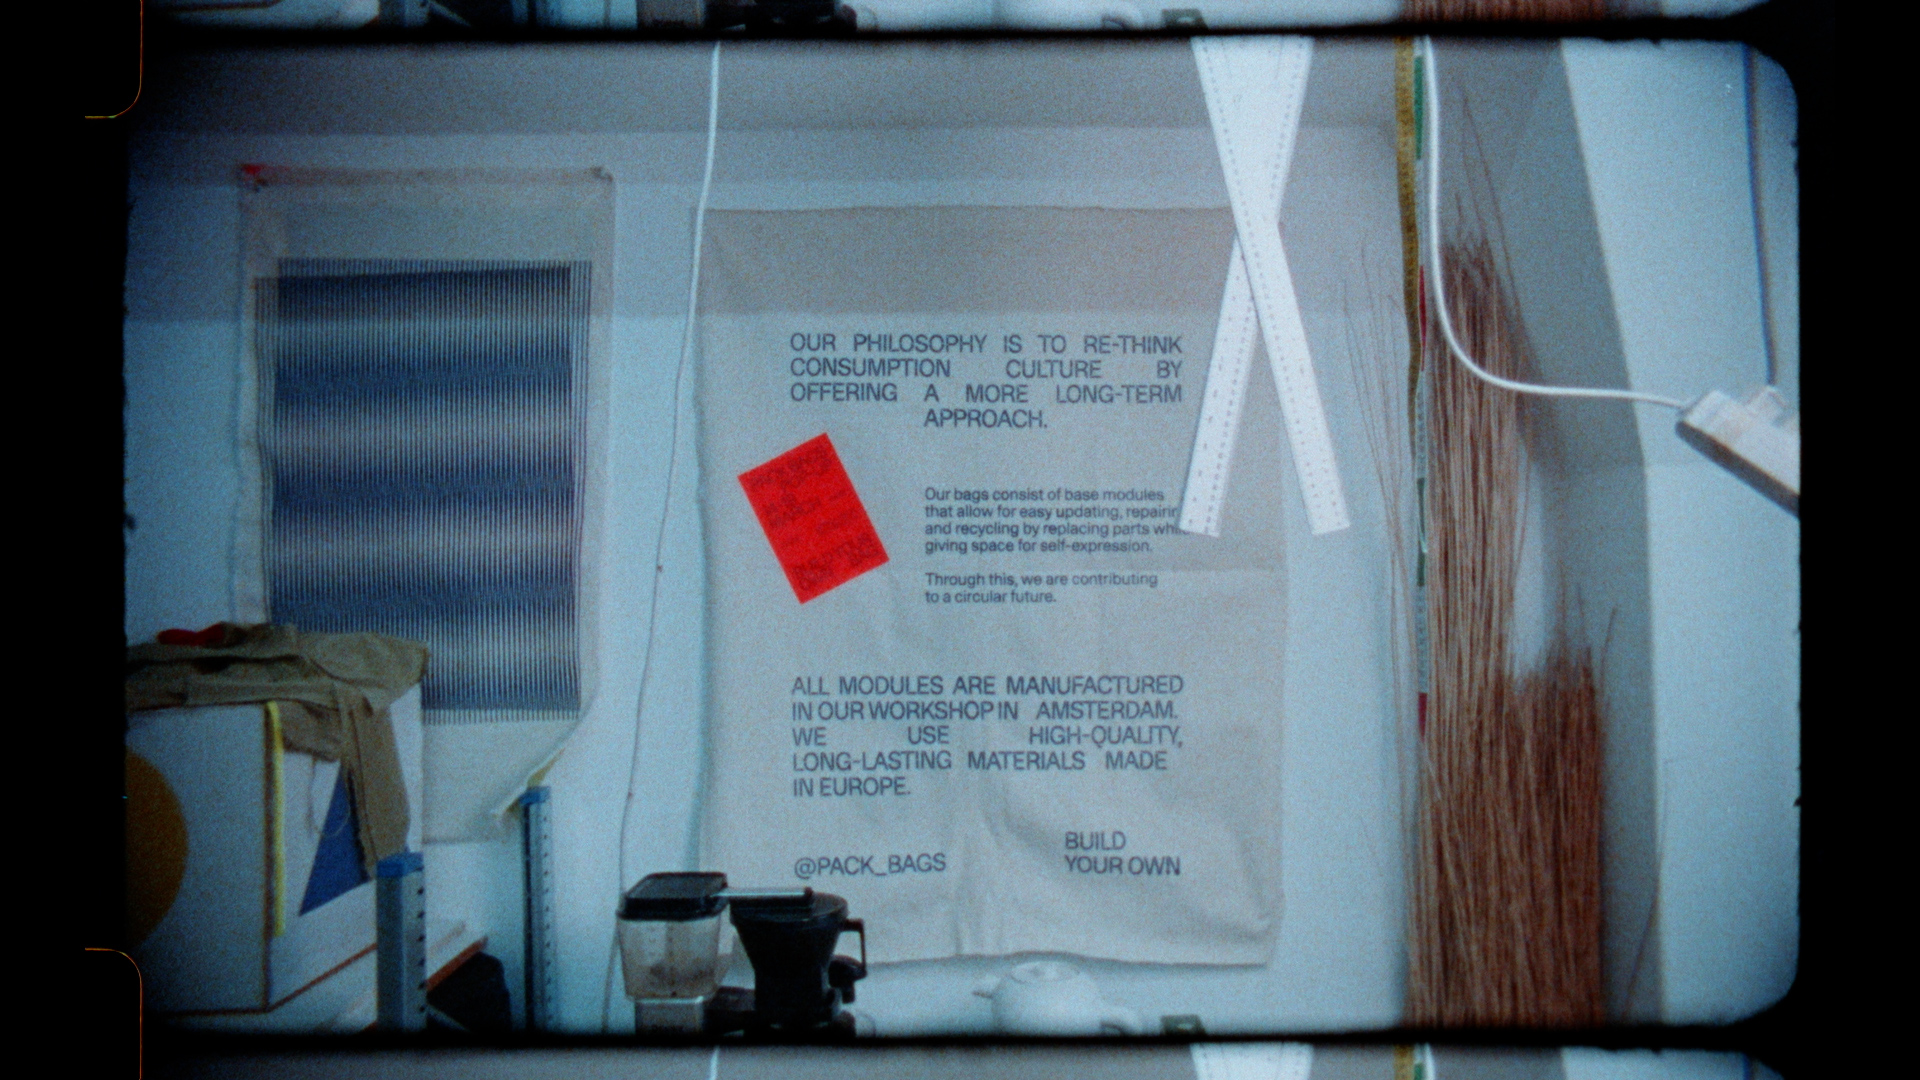 OUR PHILOSOPHY IS TO RE-THINK
CONSUMPTION CULTURE BY
OFFERING A MORE LONG-TERM
APPROACH.
Our bags consist of base modules
that allow for easy updating,
and recycling by replacing parts
giving space for self-expression.
Through this, we are contributing
to a circular future.
ALL MODULES ARE MANUFACTURED
IN OUR WORKSHOP IN AMSTERDAM.
WE USE HIGH-QUALITY,
LONG-LASTING MATERIALS MADE
IN EUROPE.
@PACK_BAGS
BUILD
YOUR OWN